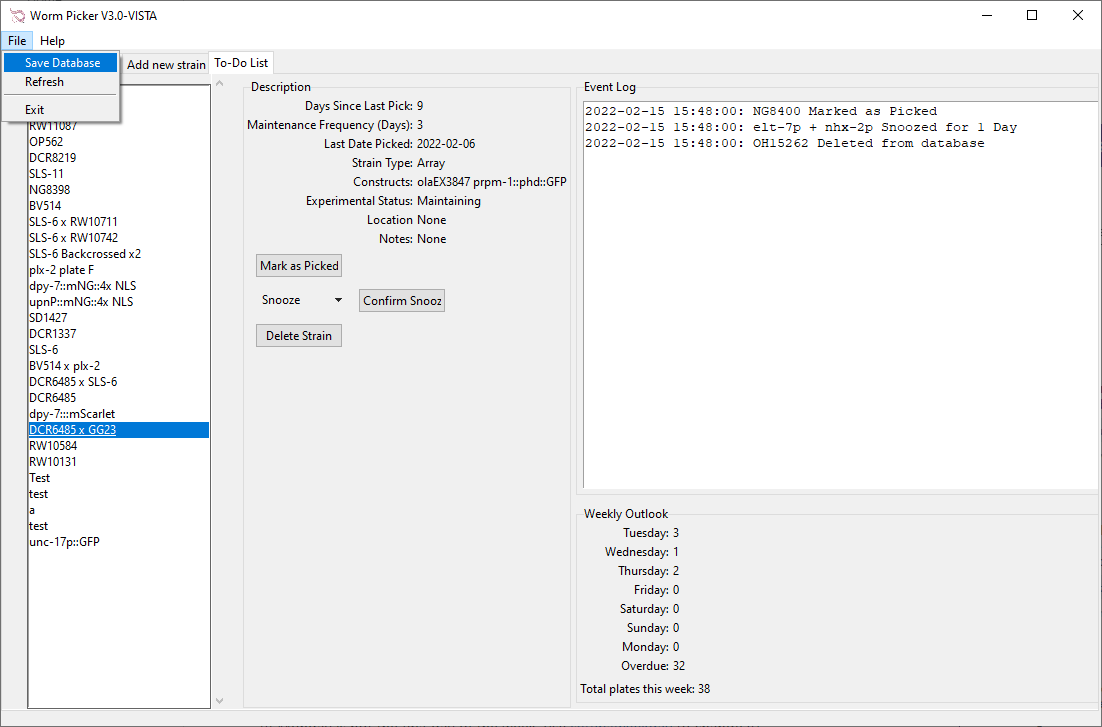 Worm Picker V3.0-VISTA
File Help
Save Database
Refresh
Exit
Add new strain
To-Do List
RW11087
OP562
DCR8219
SLS-11
NG8398
BV514
SLS-6 x RW10711
SLS-6 x RW10742
SLS-6 Backcrossed x2
plx-2 plate F
dpy-7::mNG::4x NLS
upnP::mNG::4x NLS
SD1427
DCR1337
SLS-6
BV514 x plx-2
DCR6485 x SLS-6
DCR6485
dpy-7:::mScarlet
DCR6485 x GG23
RW10584
RW10131
Test
test
a
test
unc-17p::GFP
Description
Days Since Last Pick: 9
Maintenance Frequency (Days): 3
Last Date Picked: 2022-02-06
Strain Type: Array
Constructs: olaEX3847 prpm-1::phd::GFP
Experimental Status: Maintaining
Location None
Notes: None
Mark as Picked
Snooze
Confirm Snooz
Delete Strain
Event Log
2022-02-15 15:48:00: NG8400 Marked as Picked
2022-02-15 15:48:00: elt-7p + nhx-2p Snoozed for 1 Day
2022-02-15 15:48:00: OH15262 Deleted from database
Weekly Outlook
Tuesday: 3
Wednesday: 1
Thursday: 2
Friday: 0
Saturday: 0
Sunday: 0
Monday: 0
Overdue: 32
Total plates this week: 38